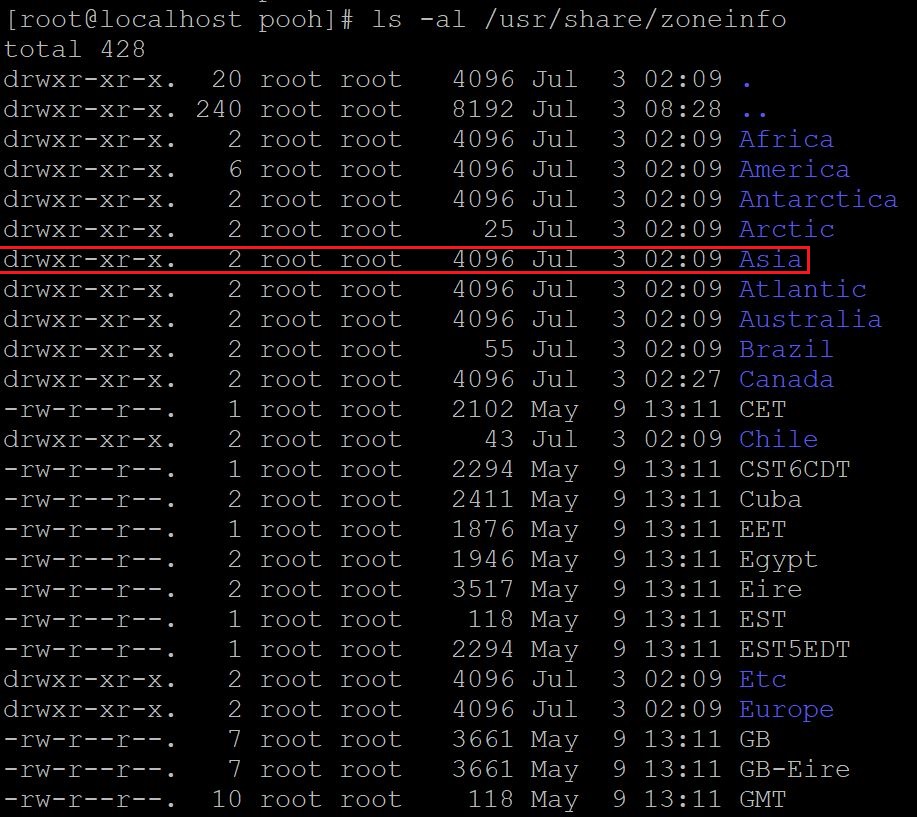 [root@localhost pooh]# ls -al /usr/share/zoneinfo
total 428
drwxr-xr-x.  20 root root   4096 Jul  3 02:09 .
drwxr-xr-x. 240 root root   8192 Jul  3 08:28 ..
drwxr-xr-x.   2 root root   4096 Jul  3 02:09 Africa
drwxr-xr-x.   6 root root   4096 Jul  3 02:09 America
drwxr-xr-x.   2 root root   4096 Jul  3 02:09 Antarctica
drwxr-xr-x.   2 root root     25 Jul  3 02:09 Arctic
drwxr-xr-x.   2 root root   4096 Jul  3 02:09 Asia
drwxr-xr-x.   2 root root   4096 Jul  3 02:09 Atlantic
drwxr-xr-x.   2 root root   4096 Jul  3 02:09 Australia
drwxr-xr-x.   2 root root     55 Jul  3 02:09 Brazil
drwxr-xr-x.   2 root root   4096 Jul  3 02:27 Canada
-rw-r--r--.   1 root root   2102 May  9 13:11 CET
drwxr-xr-x.   2 root root     43 Jul  3 02:09 Chile
-rw-r--r--.   1 root root   2294 May  9 13:11 CST6CDT
-rw-r--r--.   2 root root   2411 May  9 13:11 Cuba
-rw-r--r--.   1 root root   1876 May  9 13:11 EET
-rw-r--r--.   2 root root   1946 May  9 13:11 Egypt
-rw-r--r--.   2 root root   3517 May  9 13:11 Eire
-rw-r--r--.   1 root root    118 May  9 13:11 EST
-rw-r--r--.   1 root root   2294 May  9 13:11 EST5EDT
drwxr-xr-x.   2 root root   4096 Jul  3 02:09 Etc
drwxr-xr-x.   2 root root   4096 Jul  3 02:09 Europe
-rw-r--r--.   7 root root   3661 May  9 13:11 GB
-rw-r--r--.   7 root root   3661 May  9 13:11 GB-Eire
-rw-r--r--.  10 root root    118 May  9 13:11 GMT